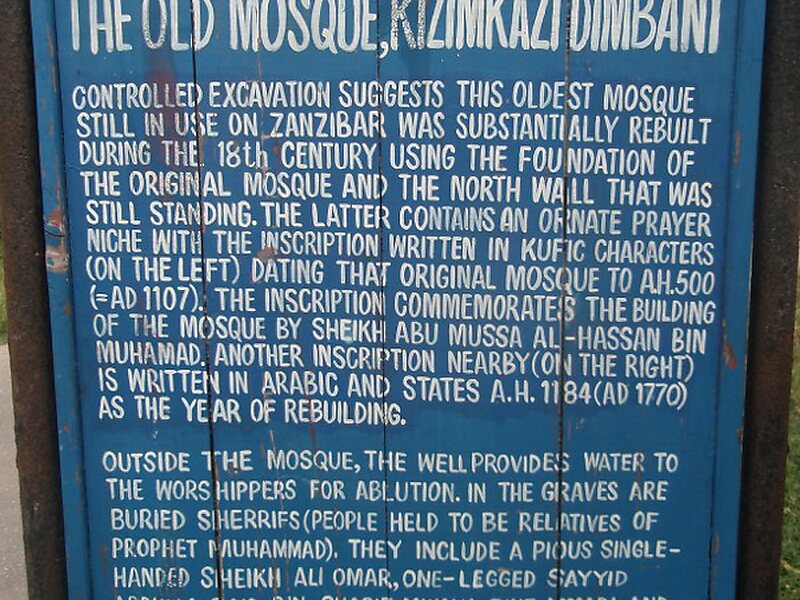 THE OLD MOSQUE, KIZIMKAZI DIMBANI
CONTROLLED EXCAVATION SUGGESTS THIS OLDEST MOSQUE
STILL IN USE ON ZANZIBAR WAS SUBSTANTIALLY REBUILT
DURING THE 18th CENTURY USING THE FOUNDATION OF
THE ORIGINAL MOSQUE AND THE NORTH WALL THAT WAS
STILL STANDING. THE LATTER CONTAINS AN ORNATE PRAYER
NICHE WITH THE INSCRIPTION WRITTEN IN KUFIC CHARACTERS
(ON THE LEFT) DATING THAT ORIGINAL MOSQUE TO A.H.500
(=AD 1107). THE INSCRIPTION COMMEMORATES THE BUILDING
OF THE MOSQUE BY SHEIKH ABU MUSSA AL-HASSAN BIN
MUHAMAD. ANOTHER INSCRIPTION NEARBY (ON THE RIGHT)
IS WRITTEN IN ARABIC AND STATES A.H. 1184 (AD 1770)
AS THE YEAR OF REBUILDING.
OUTSIDE THE MOSQUE, THE WELL PROVIDES WATER TO
THE WORSHIPPERS FOR ABLUTION. IN THE GRAVES ARE
BURIED SHERRIFS (PEOPLE HELD TO BE RELATIVES OF
PROPHET MUHAMMAD). THEY INCLUDE A PIOUS SINGLE-
HANDED SHEIKH ALI OMAR, ONE-LEGGED SAYYID